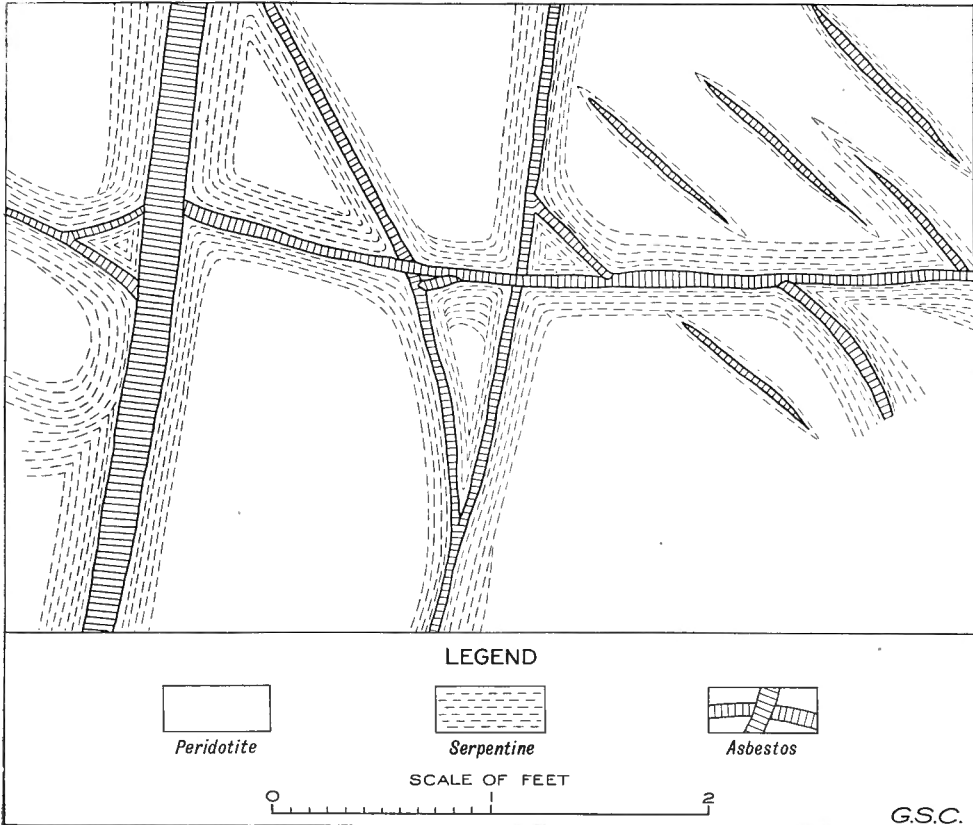 LEGEND
Peridotite
Serpentine
Asbestos
SCALE OF FEET
0 1 2
G.S.C.